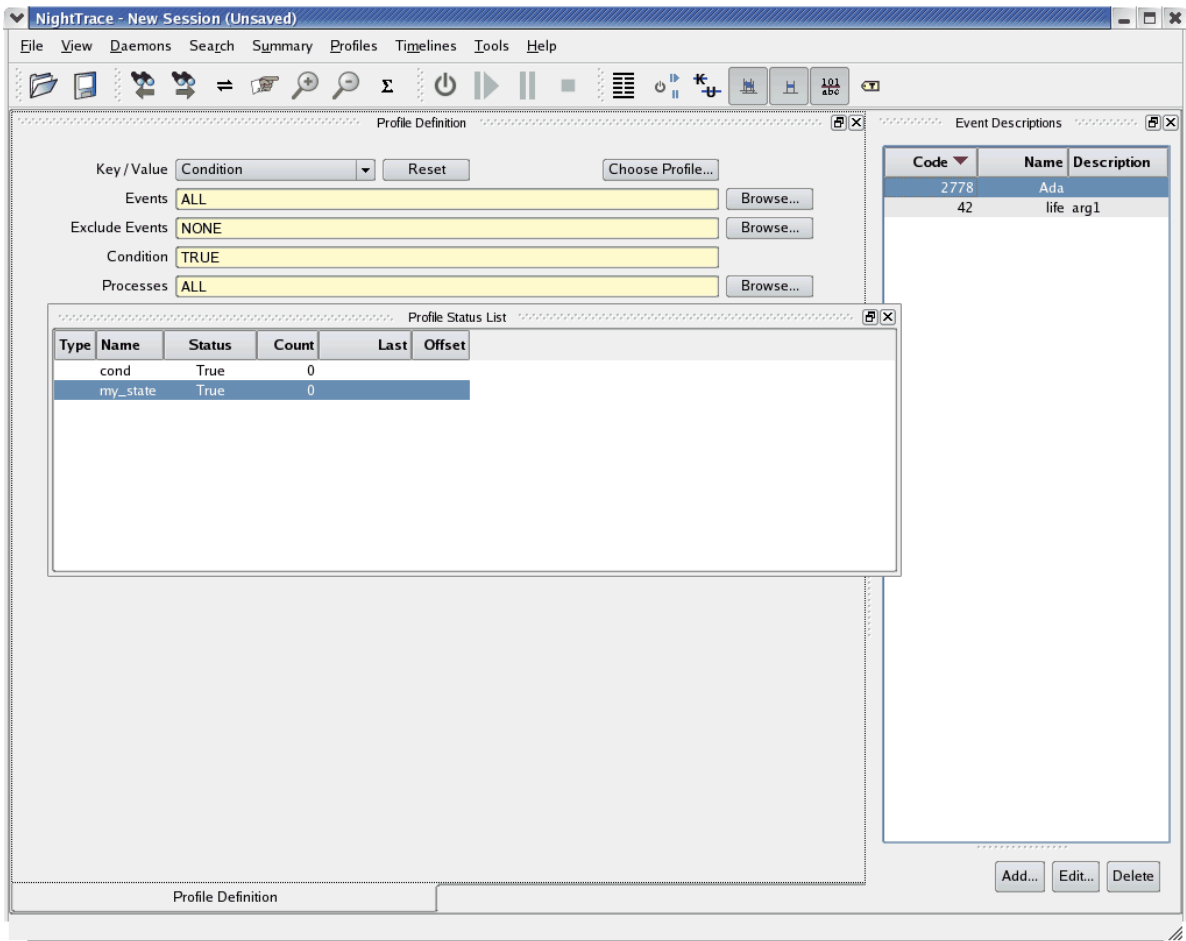 NightTrace - New Session (Unsaved)
File View Daemons Search Summary Profiles Timelines Tools Help
Σ
101
abc
T
Profile Definition
Key / Value Condition Reset Choose Profile...
Events ALL Browse...
Exclude Events NONE Browse...
Condition TRUE
Processes ALL Browse...
Profile Status List
Type Name Status Count Last Offset
cond True 0
my_state True 0
Profile Definition
Event Descriptions
Code Name Description
2778 Ada
42 life arg1
Add... Edit... Delete